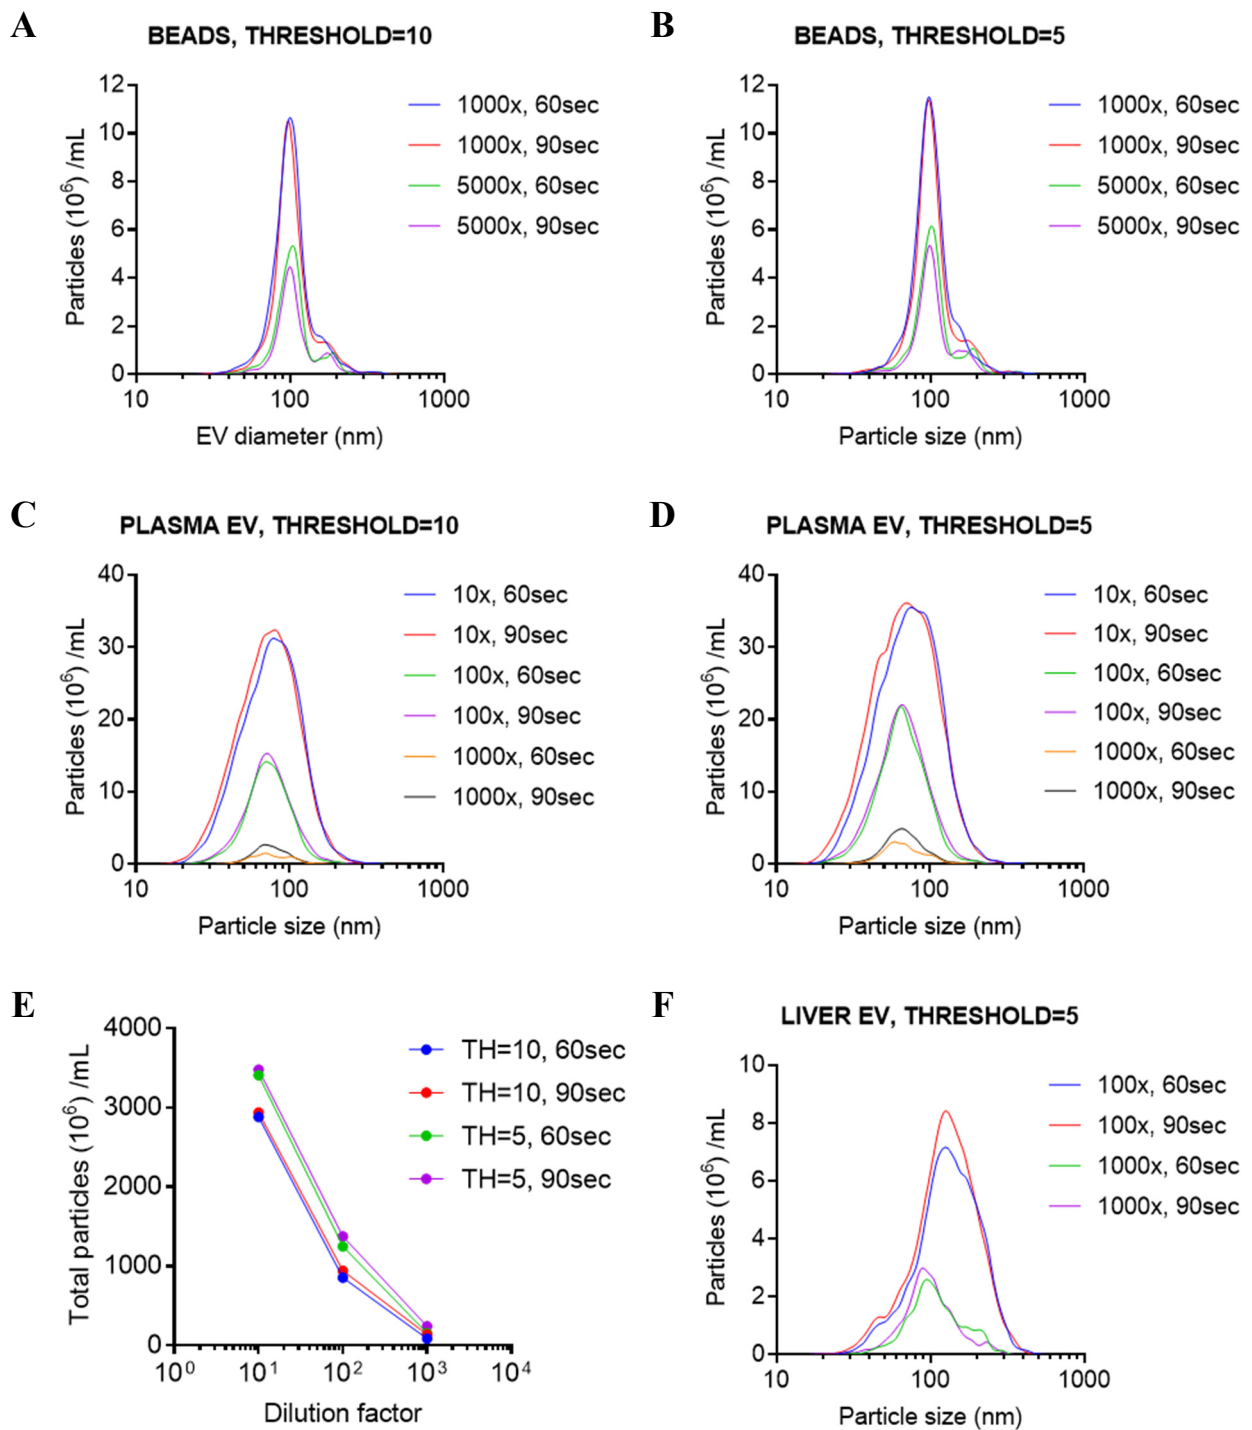 A
BEADS, THRESHOLD=10
Particles (10⁶) /mL
12
10
8
6
4
2
0
10
100
1000
EV diameter (nm)
1000x, 60sec
1000x, 90sec
5000x, 60sec
5000x, 90sec
B
BEADS, THRESHOLD=5
Particles (10⁶) /mL
12
10
8
6
4
2
0
10
100
1000
Particle size (nm)
1000x, 60sec
1000x, 90sec
5000x, 60sec
5000x, 90sec
C
PLASMA EV, THRESHOLD=10
Particles (10⁶) /mL
40
30
20
10
0
10
100
1000
Particle size (nm)
10x, 60sec
10x, 90sec
100x, 60sec
100x, 90sec
1000x, 60sec
1000x, 90sec
D
PLASMA EV, THRESHOLD=5
Particles (10⁶) /mL
40
30
20
10
0
10
100
1000
Particle size (nm)
10x, 60sec
10x, 90sec
100x, 60sec
100x, 90sec
1000x, 60sec
1000x, 90sec
E
Total particles (10⁶) /mL
4000
3000
2000
1000
0
10⁰
10¹
10²
10³
10⁴
Dilution factor
TH=10, 60sec
TH=10, 90sec
TH=5, 60sec
TH=5, 90sec
F
LIVER EV, THRESHOLD=5
Particles (10⁶) /mL
10
8
6
4
2
0
10
100
1000
Particle size (nm)
100x, 60sec
100x, 90sec
1000x, 60sec
1000x, 90sec